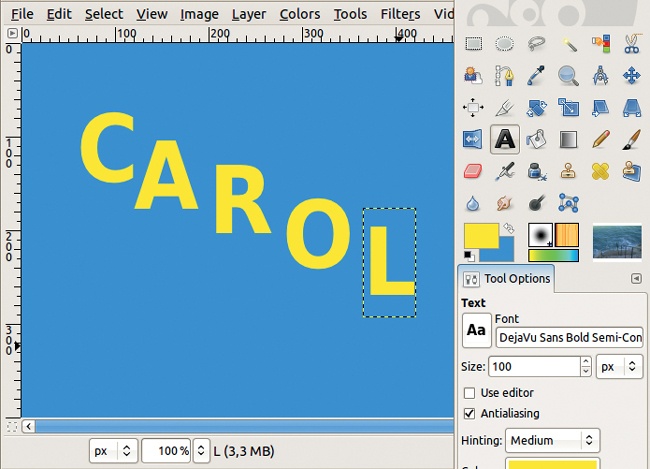 File Edit Select View Image Layer Colors Tools Filters
0 100 200 300 400
0
100
200
300
C
A
R
O
L
A
Tool Options
Text
Font
Aa
DejaVu Sans Bold Semi-Con
Size: 100 px
Use editor
Antialiasing
Hinting: Medium
px 100 % L (3,3 MB)